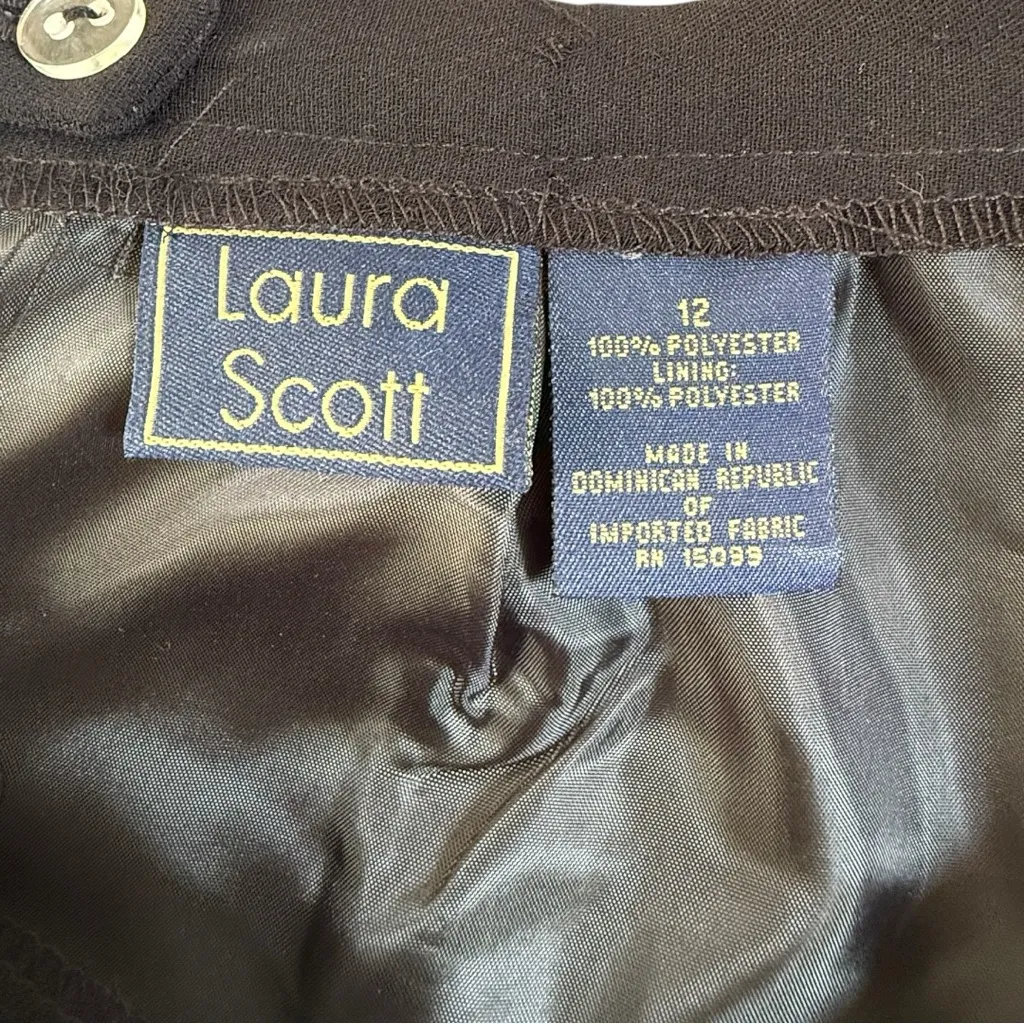 Laura
Scott
12
100% POLYESTER
LINING:
100% POLYESTER
MADE IN
DOMINICAN REPUBLIC
OF
IMPORTED FABRIC
RN 15099